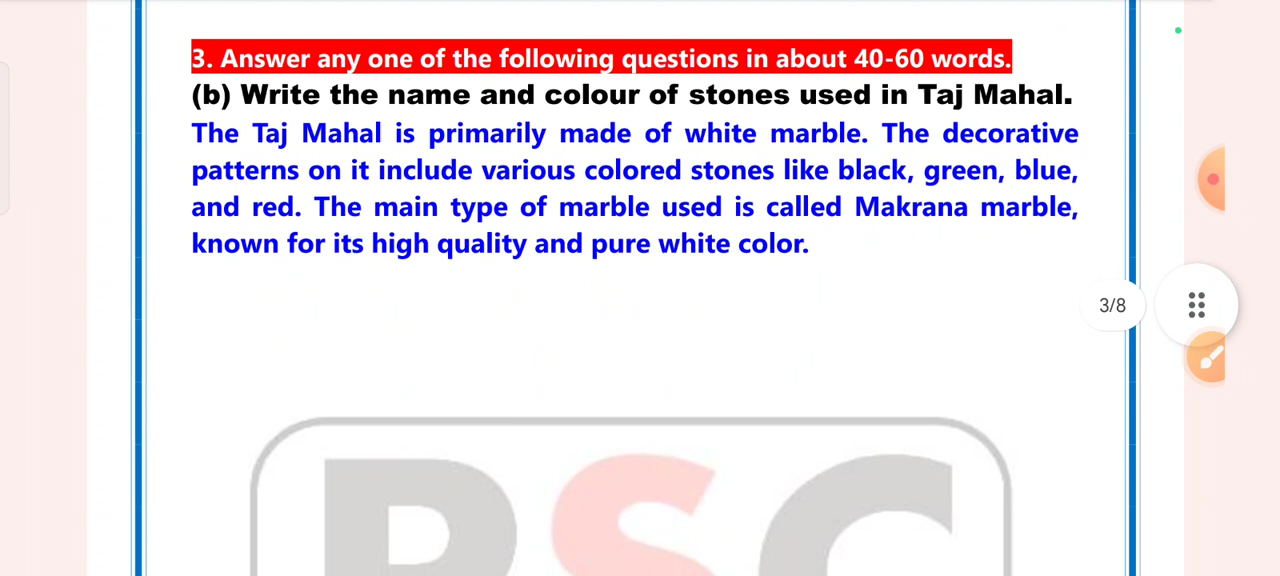 3. Answer any one of the following questions in about 40-60 words.
(b) Write the name and colour of stones used in Taj Mahal.
The Taj Mahal is primarily made of white marble. The decorative
patterns on it include various colored stones like black, green, blue,
and red. The main type of marble used is called Makrana marble,
known for its high quality and pure white color.
3/8
PSC